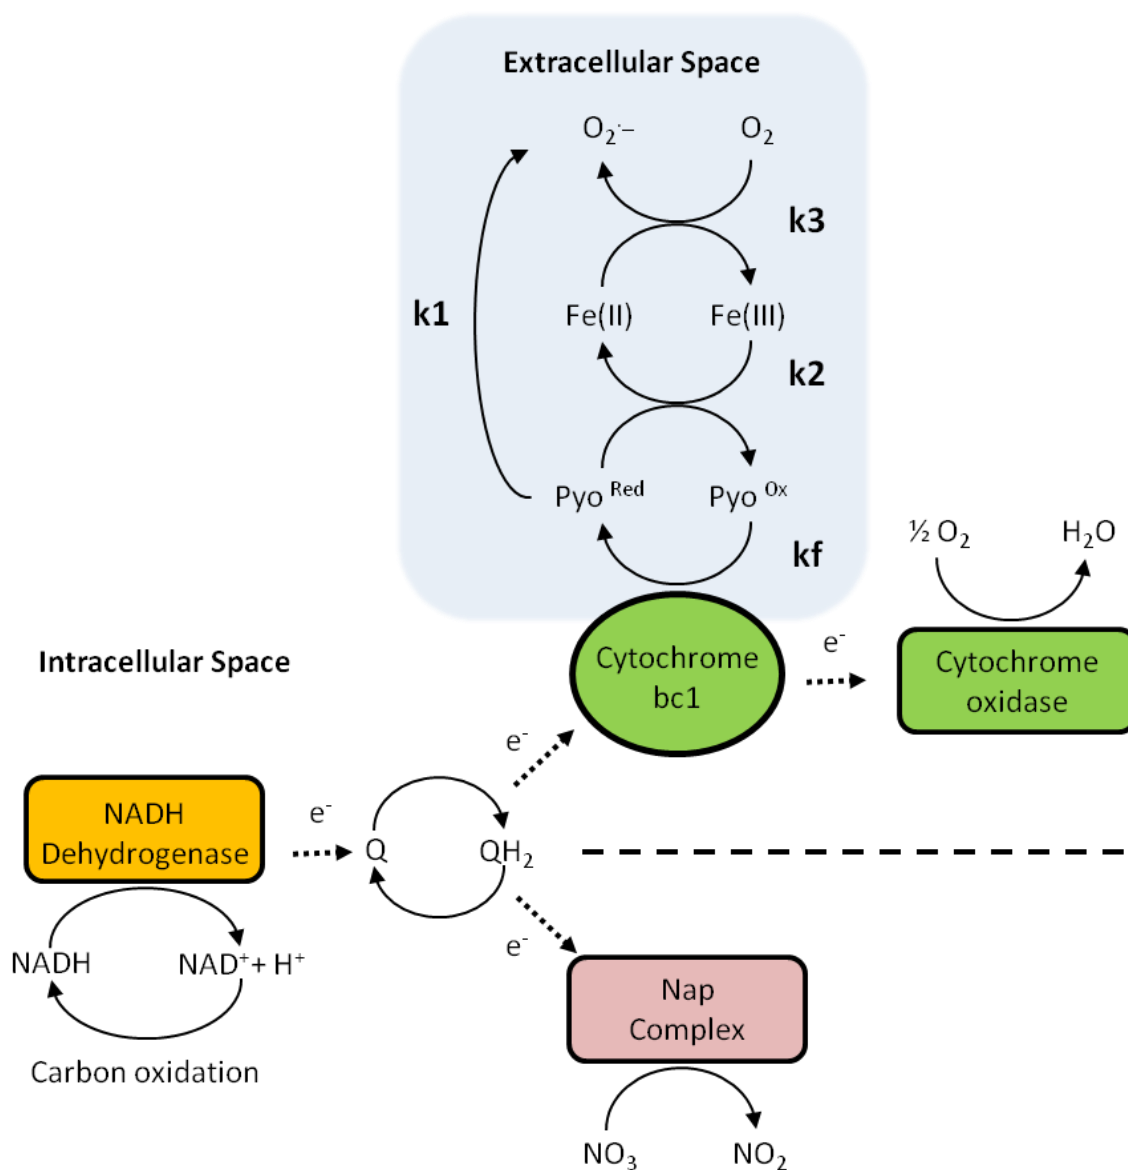 Extracellular Space
O₂·– O₂
k3
k1
Fe(II) Fe(III)
k2
Pyo Red Pyo Ox
kf
½ O₂ H₂O
Intracellular Space
Cytochrome
bc1
e⁻
Cytochrome
oxidase
e⁻
NADH
Dehydrogenase
e⁻
Q QH₂
e⁻
NADH NAD⁺+ H⁺
Carbon oxidation
Nap
Complex
NO₃ NO₂